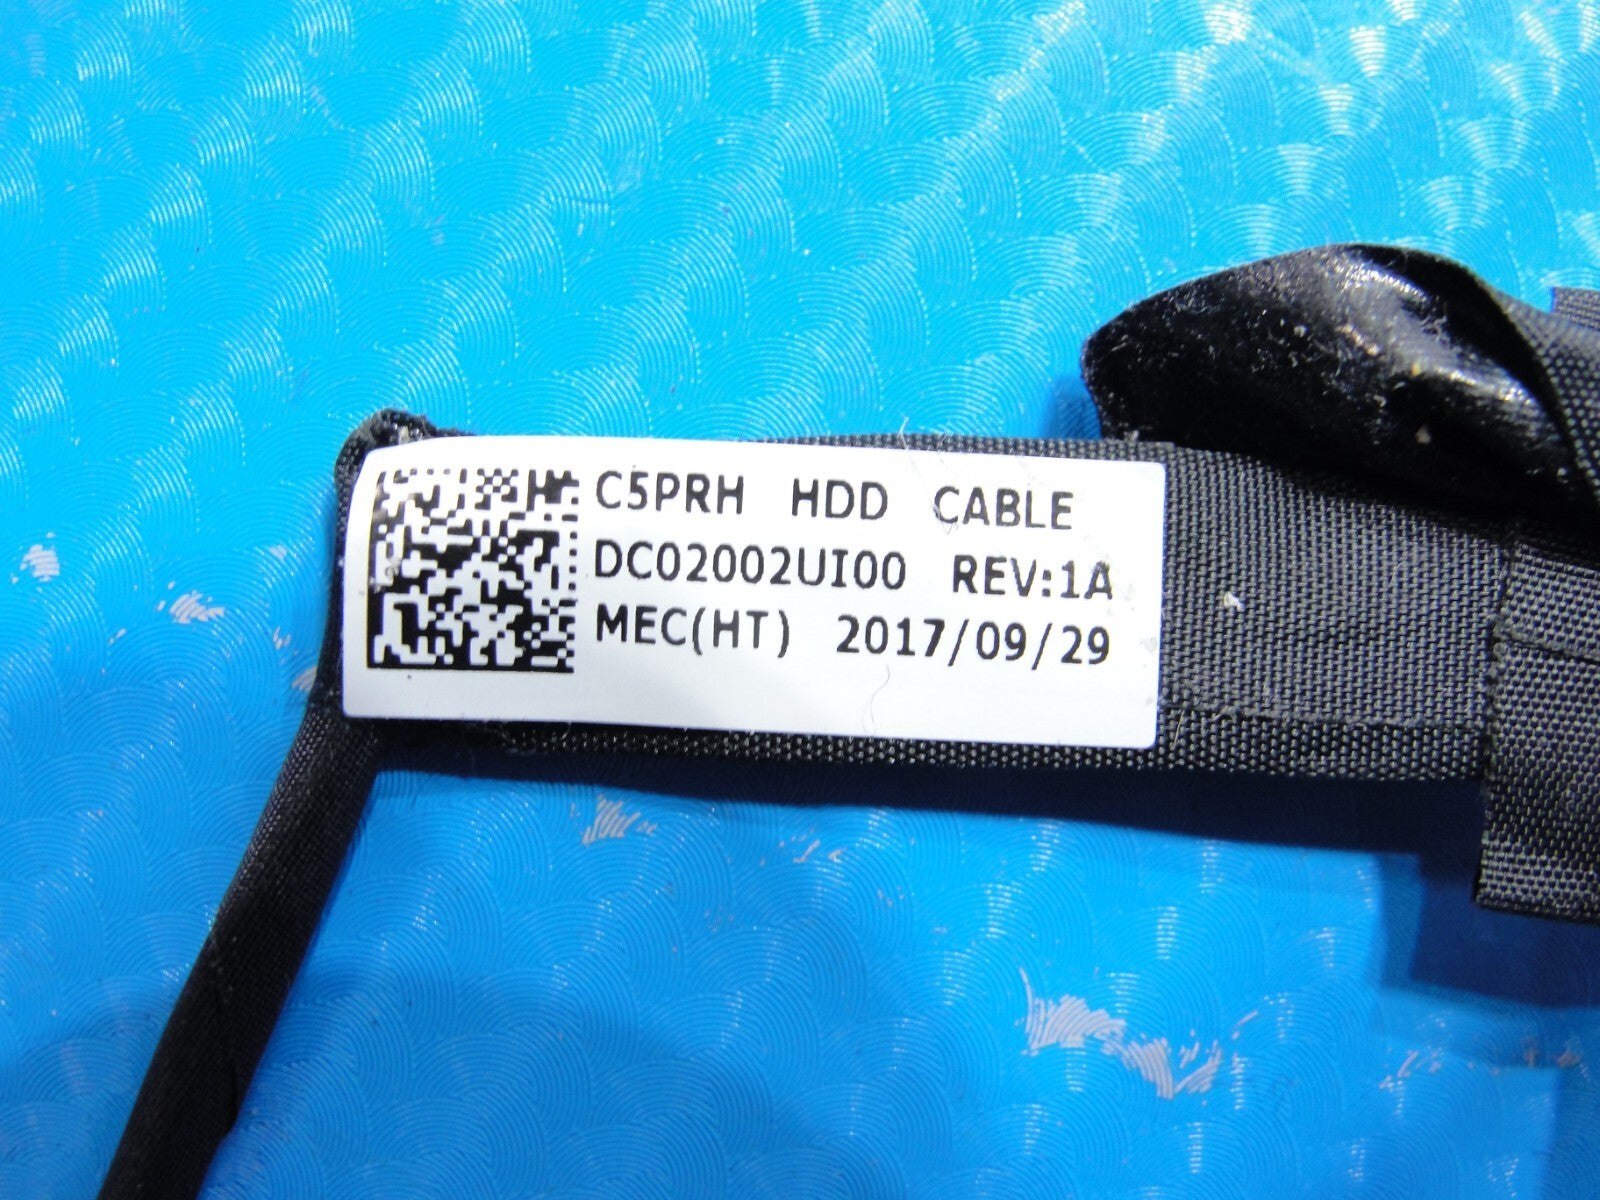 C5PRH HDD CABLE
DC02002UI00 REV:1A
MEC(HT) 2017/09/29